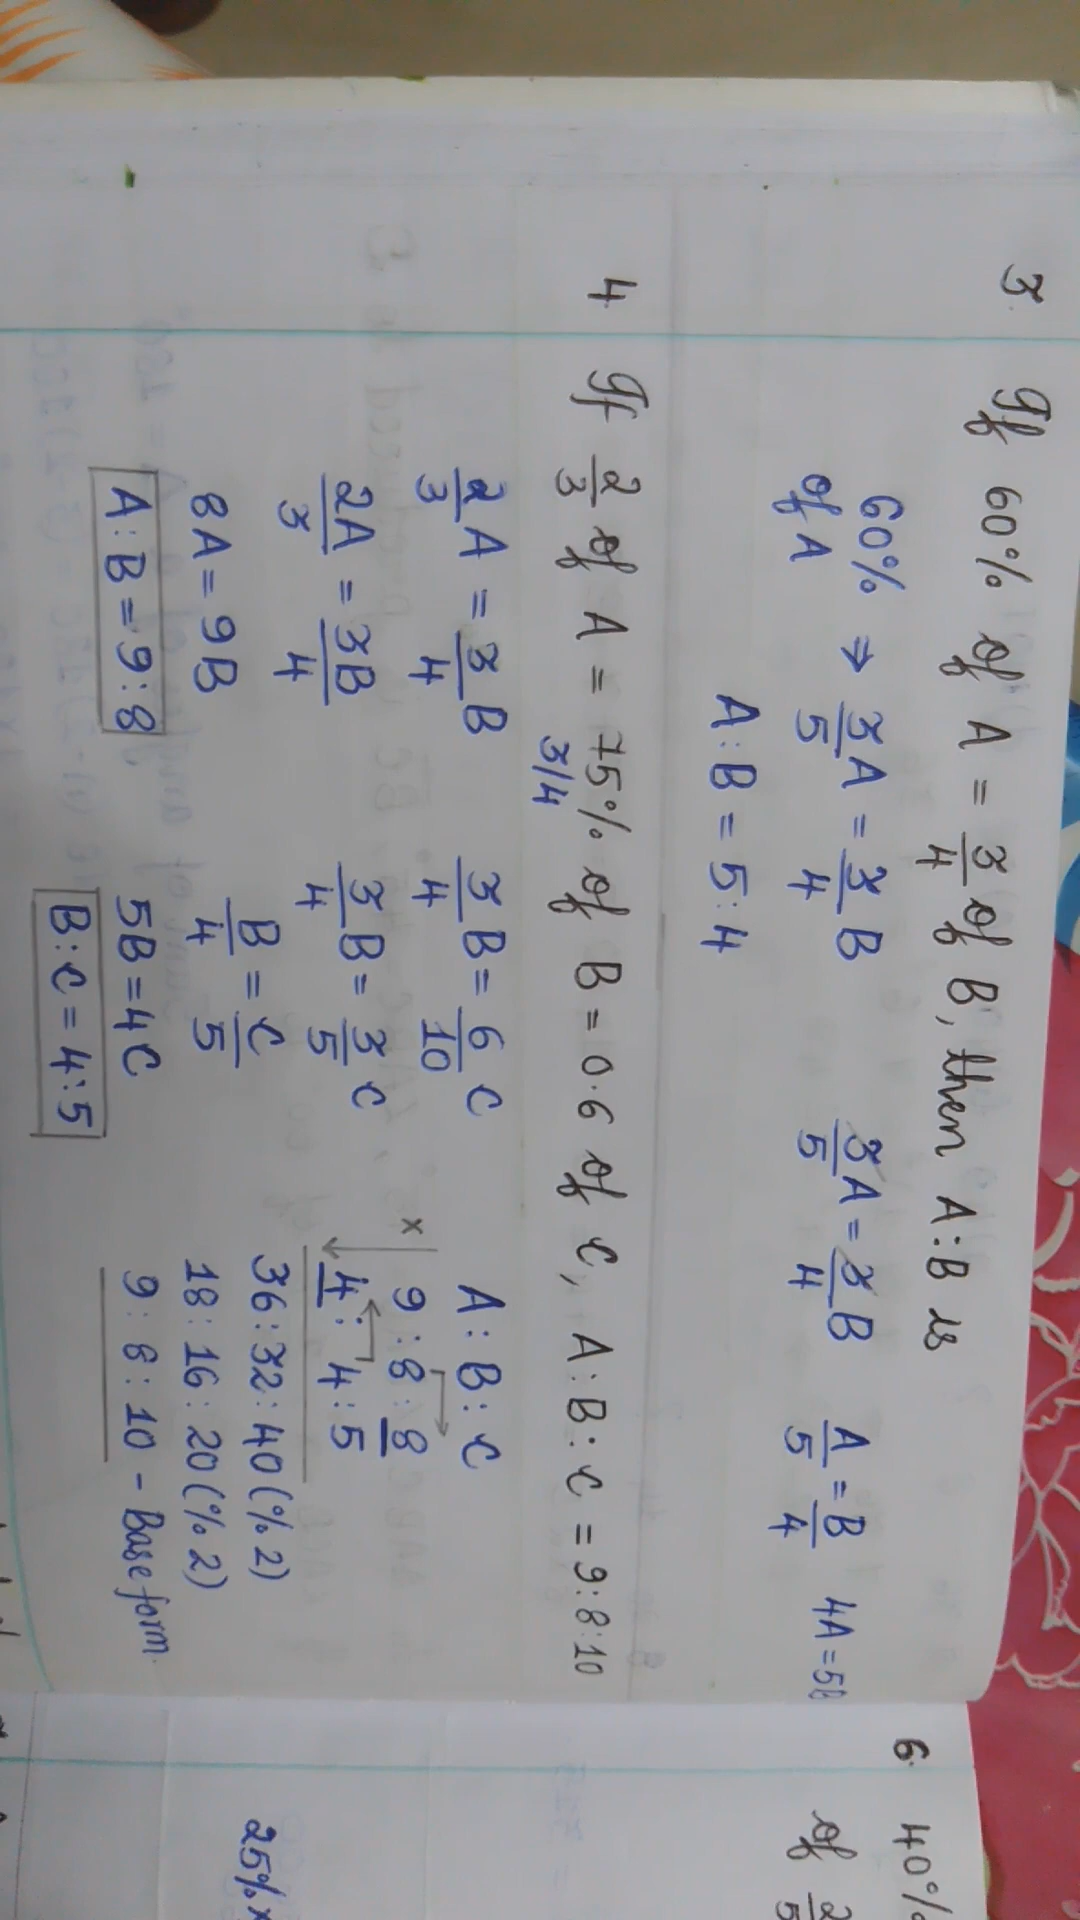 3. If 60% of A = 3/4 of B, then A:B is
60% of A ⇒ 3/5 A = 3/4 B    3/5 A = 3/4 B    A/5 = B/4    4A = 5B
A:B = 5:4
4. If 2/3 of A = 75% of B = 0.6 of C, A:B:C = 9:8:10
3/4
2/3 A = 3/4 B    3/4 B = 6/10 C    A:B:C
2A/3 = 3B/4    3/4 B = 3/5 C    x 9:8:8
4:4:5
8A = 9B    B/4 = C/5    36:32:40 (% 2)
A:B = 9:8    5B = 4C    18:16:20 (% 2)
B:C = 4:5    9:8:10 - Base form.
6. 40%
of 2/5
25% x